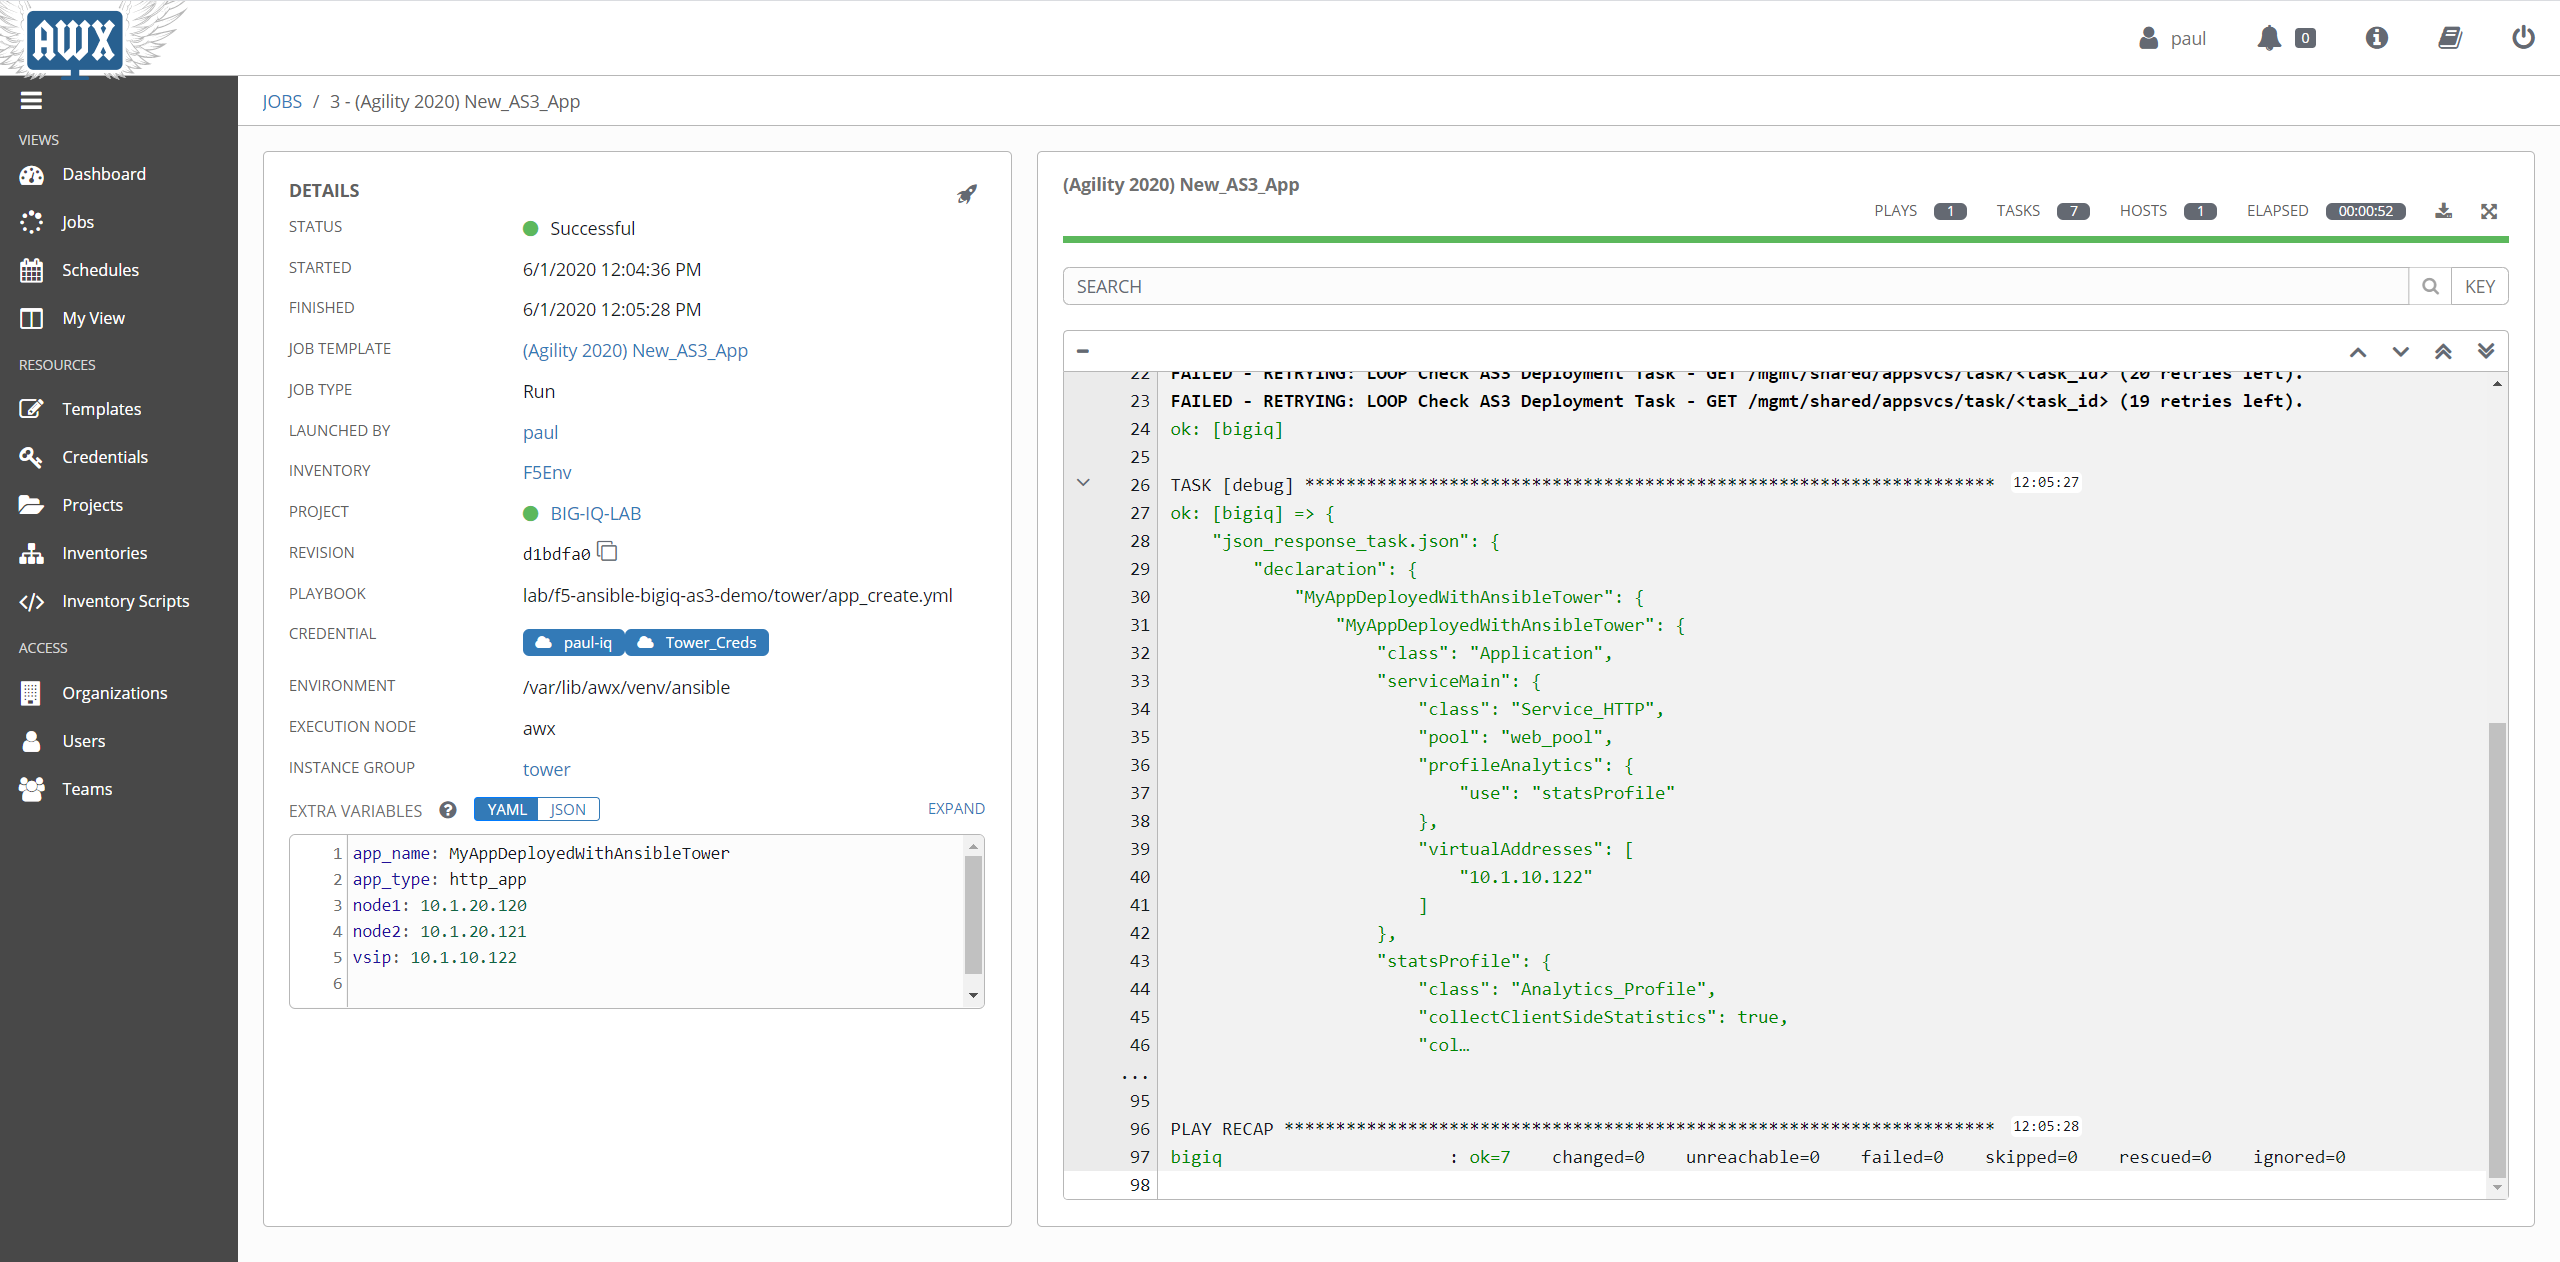 AWX
paul
0
JOBS / 3 - (Agility 2020) New_AS3_App
VIEWS
Dashboard
Jobs
Schedules
My View
RESOURCES
Templates
Credentials
Projects
Inventories
Inventory Scripts
ACCESS
Organizations
Users
Teams
DETAILS
STATUS Successful
STARTED 6/1/2020 12:04:36 PM
FINISHED 6/1/2020 12:05:28 PM
JOB TEMPLATE (Agility 2020) New_AS3_App
JOB TYPE Run
LAUNCHED BY paul
INVENTORY F5Env
PROJECT BIG-IQ-LAB
REVISION d1bdfa0
PLAYBOOK lab/f5-ansible-bigiq-as3-demo/tower/app_create.yml
CREDENTIAL paul-iq Tower_Creds
ENVIRONMENT /var/lib/awx/venv/ansible
EXECUTION NODE awx
INSTANCE GROUP tower
EXTRA VARIABLES ? YAML JSON EXPAND
1 app_name: MyAppDeployedWithAnsibleTower
2 app_type: http_app
3 node1: 10.1.20.120
4 node2: 10.1.20.121
5 vsip: 10.1.10.122
6
(Agility 2020) New_AS3_App
PLAYS 1 TASKS 7 HOSTS 1 ELAPSED 00:00:52
SEARCH KEY
22 FAILED - RETRYING: LOOP Check AS3 Deployment Task - GET /mgmt/shared/appsvcs/task/<task_id> (20 retries left).
23 FAILED - RETRYING: LOOP Check AS3 Deployment Task - GET /mgmt/shared/appsvcs/task/<task_id> (19 retries left).
24 ok: [bigiq]
25
26 TASK [debug] ******************************************************************* 12:05:27
27 ok: [bigiq] => {
28 "json_response_task.json": {
29 "declaration": {
30 "MyAppDeployedWithAnsibleTower": {
31 "MyAppDeployedWithAnsibleTower": {
32 "class": "Application",
33 "serviceMain": {
34 "class": "Service_HTTP",
35 "pool": "web_pool",
36 "profileAnalytics": {
37 "use": "statsProfile"
38 },
39 "virtualAddresses": [
40 "10.1.10.122"
41 ]
42 },
43 "statsProfile": {
44 "class": "Analytics_Profile",
45 "collectClientSideStatistics": true,
46 "col…
...
95
96 PLAY RECAP ********************************************************************* 12:05:28
97 bigiq : ok=7 changed=0 unreachable=0 failed=0 skipped=0 rescued=0 ignored=0
98